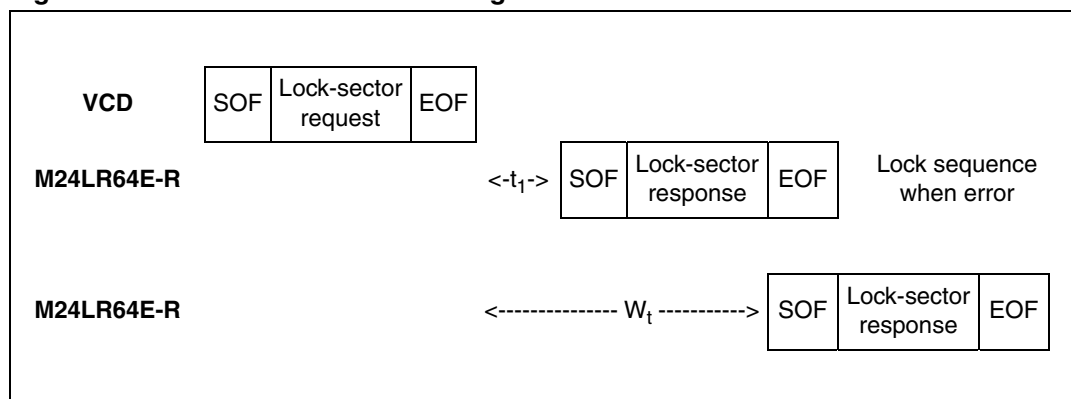 VCD SOF Lock-sector request EOF
M24LR64E-R <-t1-> SOF Lock-sector response EOF Lock sequence when error
M24LR64E-R <--------------- Wt -----------> SOF Lock-sector response EOF